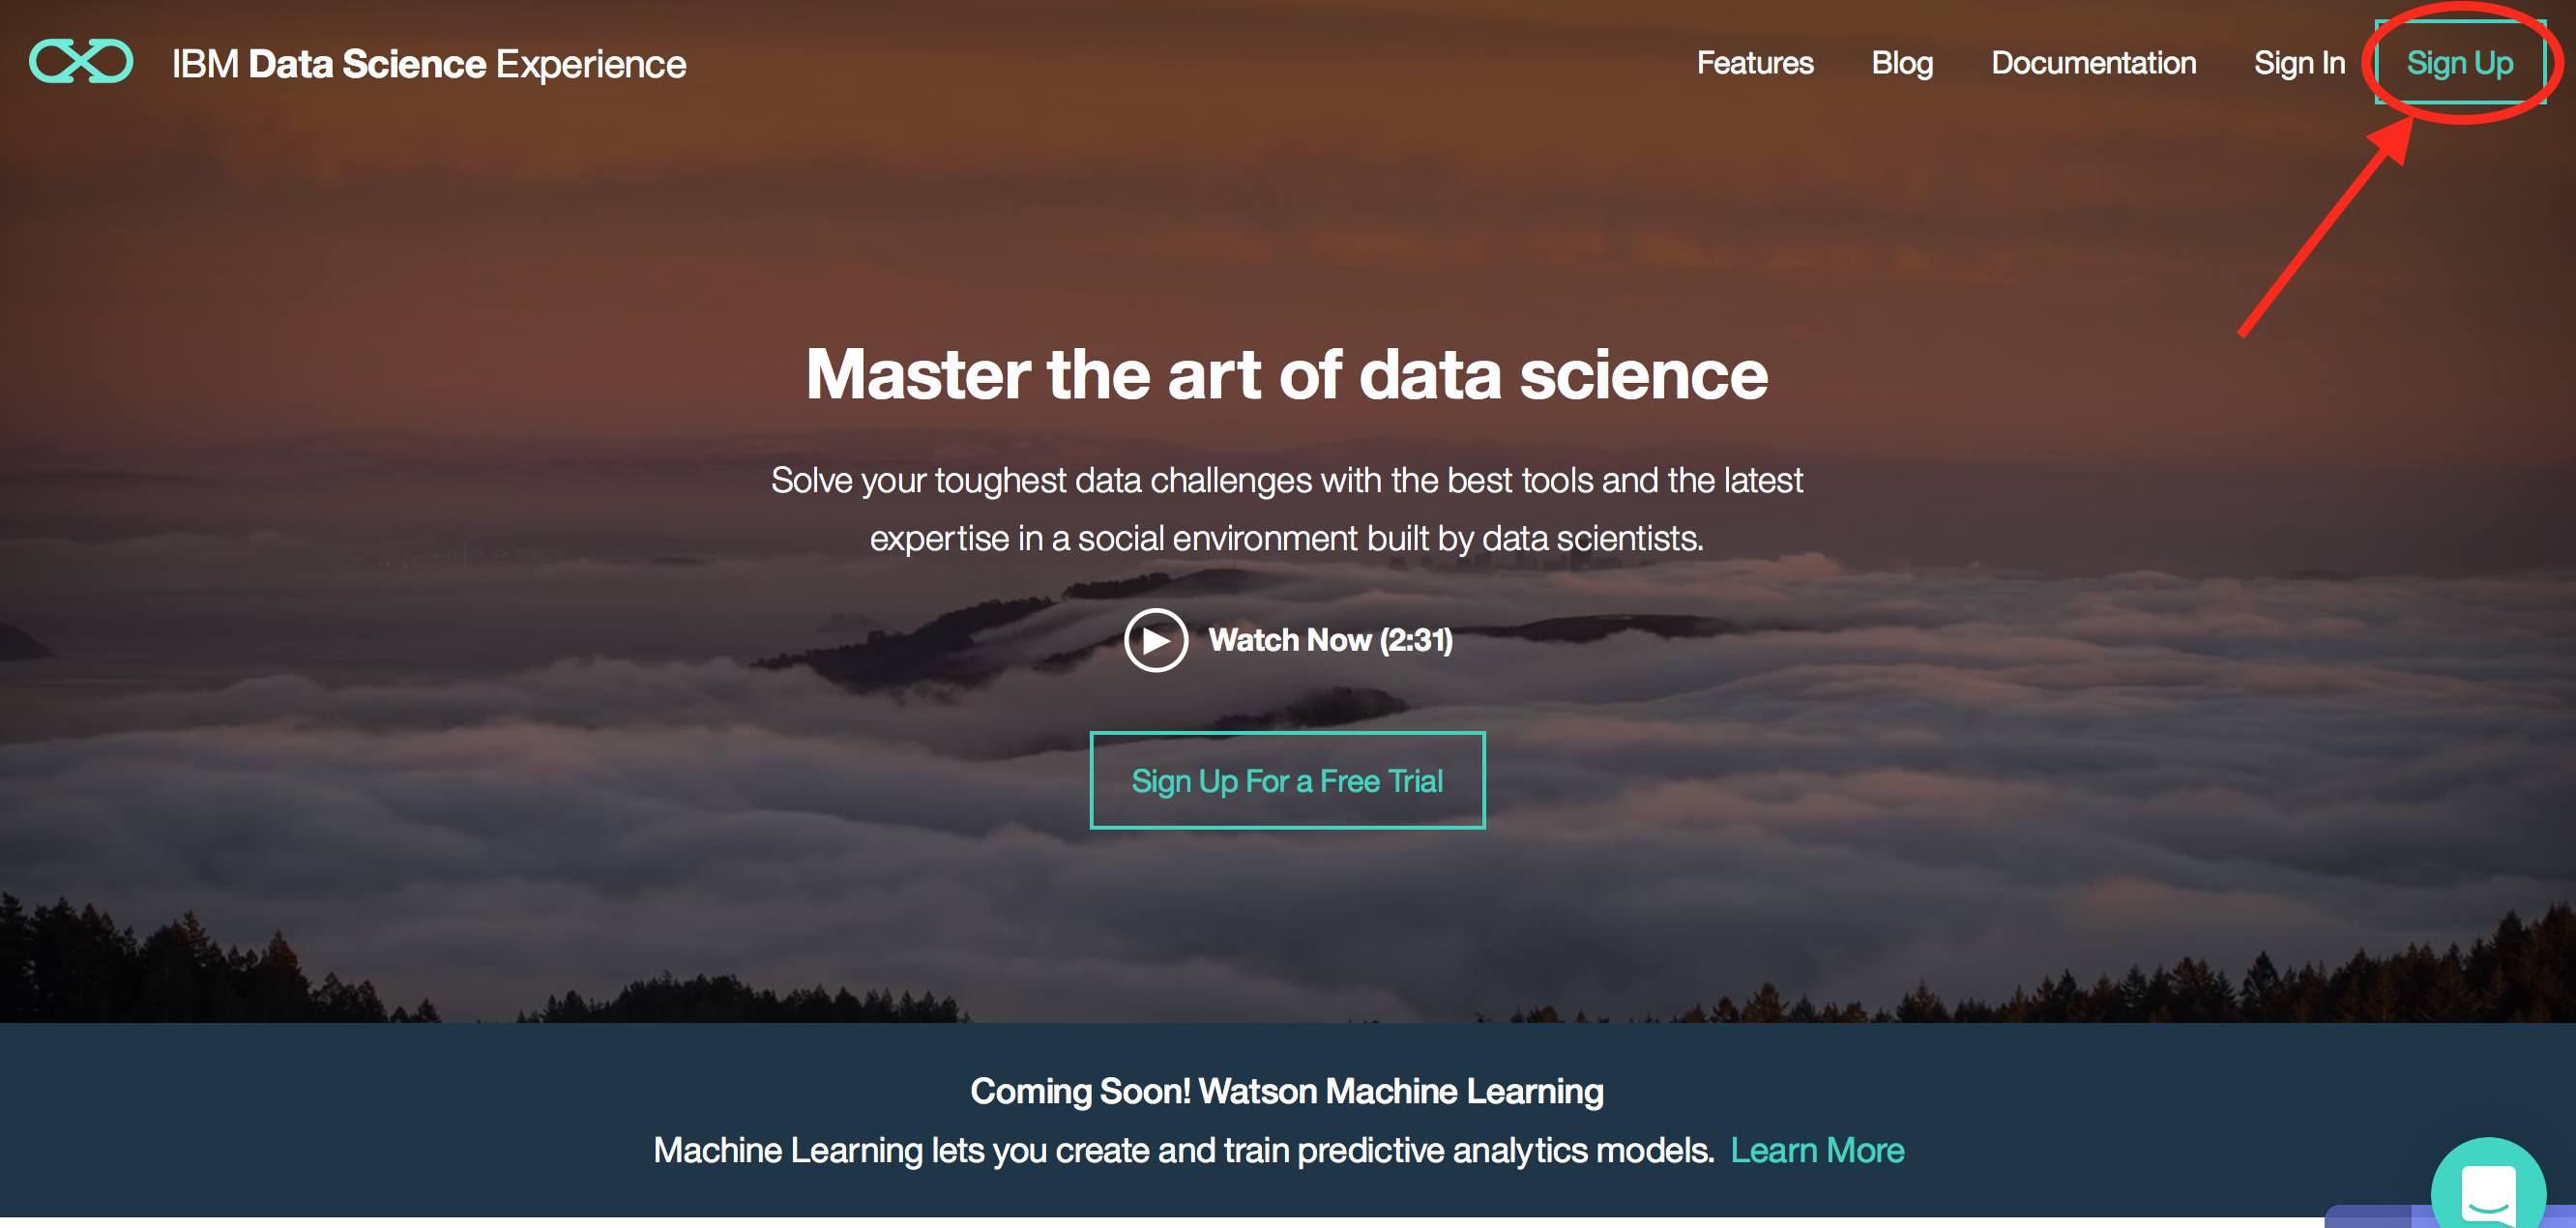 IBM Data Science Experience
Features Blog Documentation Sign In Sign Up
Master the art of data science
Solve your toughest data challenges with the best tools and the latest
expertise in a social environment built by data scientists.
Watch Now (2:31)
Sign Up For a Free Trial
Coming Soon! Watson Machine Learning
Machine Learning lets you create and train predictive analytics models. Learn More